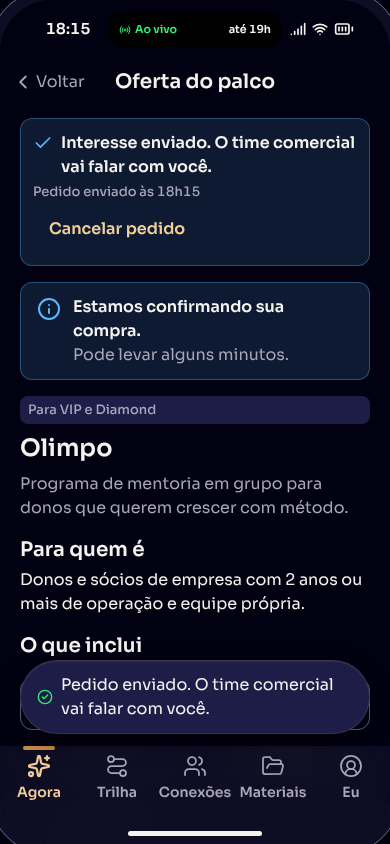 18:15
Ao vivo
até 19h
Voltar
Oferta do palco
Interesse enviado. O time comercial
vai falar com você.
Pedido enviado às 18h15
Cancelar pedido
Estamos confirmando sua
compra.
Pode levar alguns minutos.
Para VIP e Diamond
Olimpo
Programa de mentoria em grupo para
donos que querem crescer com método.
Para quem é
Donos e sócios de empresa com 2 anos ou
mais de operação e equipe própria.
O que inclui
Pedido enviado. O time comercial
vai falar com você.
Agora
Trilha
Conexões
Materiais
Eu